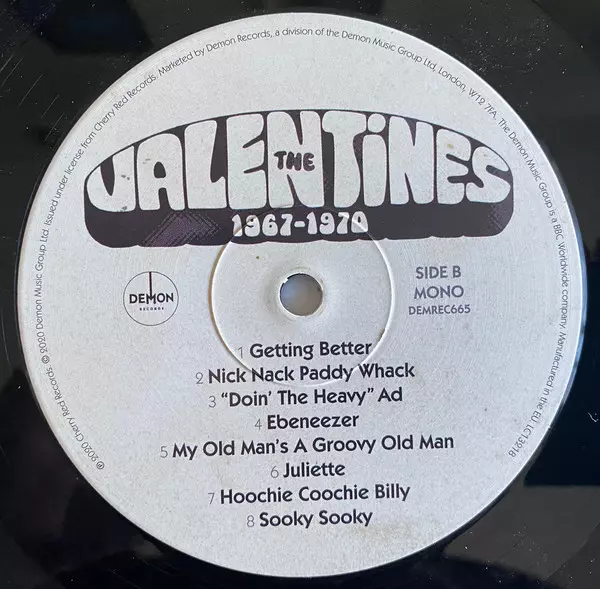 ℗ 2020 Cherry Red Records © 2020 Demon Music Group Ltd. Issued under license from Cherry Red Records. Marketed by Demon Records, a division of the Demon Music Group Ltd, London, W12 7FA. The Demon Music Group is a BBC Worldwide company. Manufactured in the EU. LC13918
THE
VALENTINES
1967-1970
DEMON
RECORDS
SIDE B
MONO
DEMREC665
1 Getting Better
2 Nick Nack Paddy Whack
3 “Doin’ The Heavy” Ad
4 Ebeneezer
5 My Old Man’s A Groovy Old Man
6 Juliette
7 Hoochie Coochie Billy
8 Sooky Sooky